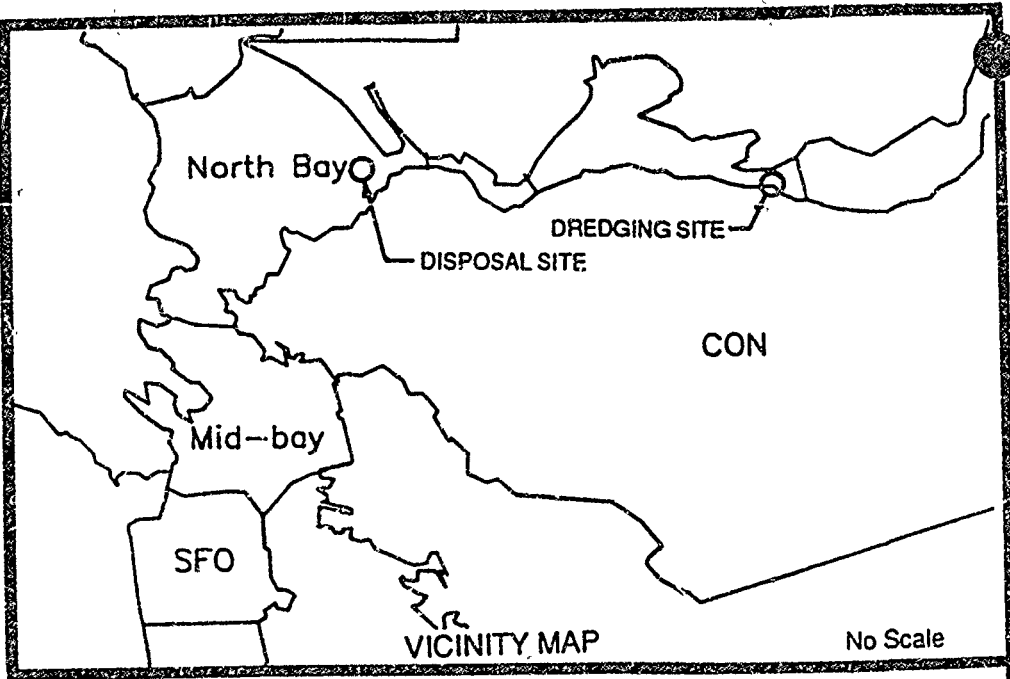 North Bay
DREDGING SITE
DISPOSAL SITE
CON
Mid-bay
SFO
VICINITY MAP
No Scale